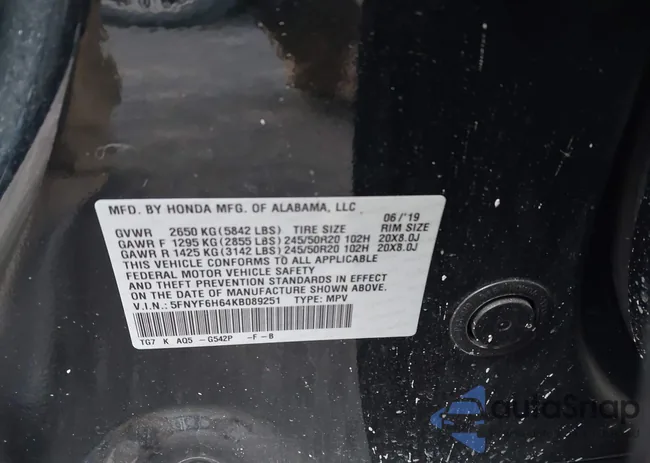 MFD. BY HONDA MFG. OF ALABAMA, LLC 06/'19
GVWR 2650 KG(5842 LBS) TIRE SIZE RIM SIZE
GAWR F 1295 KG(2855 LBS)245/50R20 102H 20X8.0J
GAWR R 1425 KG(3142 LBS)245/50R20 102H 20X8.0J
THIS VEHICLE CONFORMS TO ALL APPLICABLE
FEDERAL MOTOR VEHICLE SAFETY
AND THEFT PREVENTION STANDARDS IN EFFECT
ON THE DATE OF MANUFACTURE SHOWN ABOVE.
V.I.N.: 5FNYF6H64KB089251 TYPE: MPV
TG7 K AQ5 -G542P -F-B
autoSnap